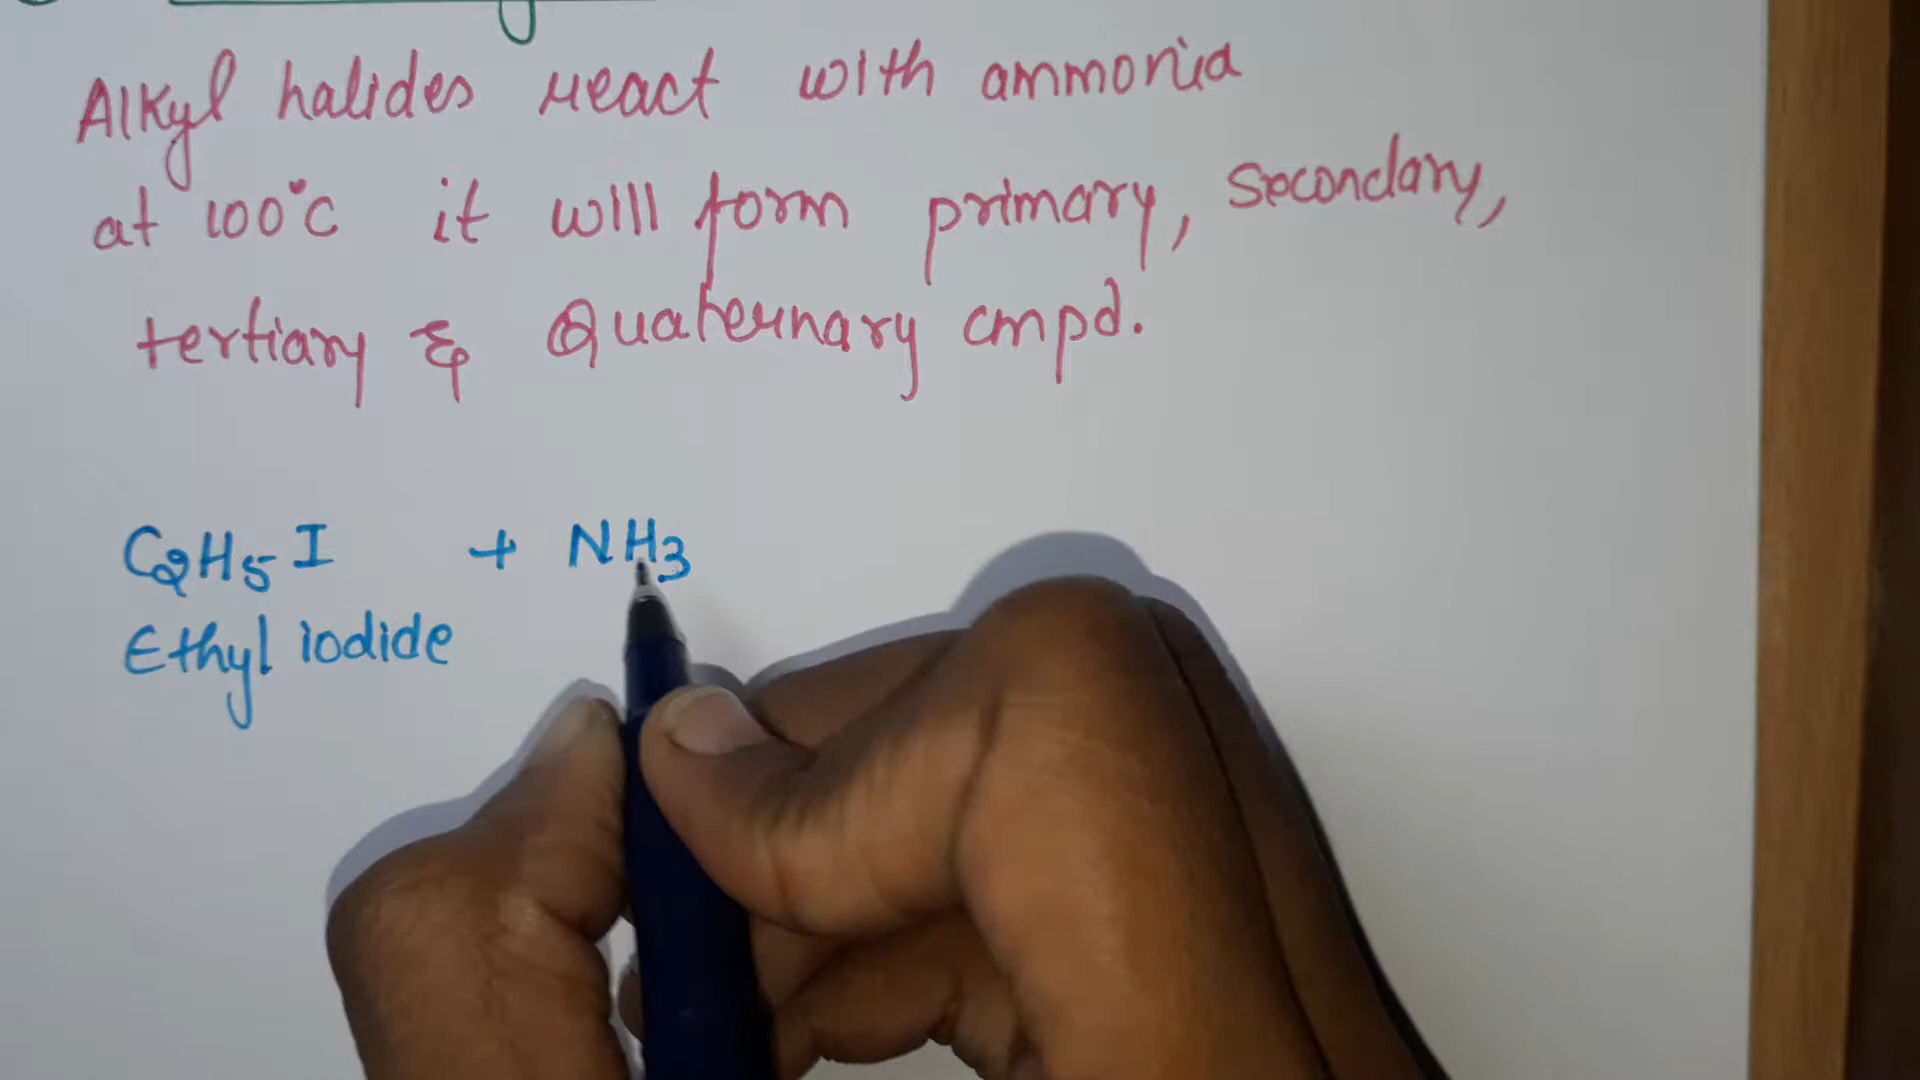 Alkyl halides react with ammonia
at 100°C it will form primary, secondary,
tertiary & Quaternary cmpd.
C2H5I + NH3
Ethyl iodide